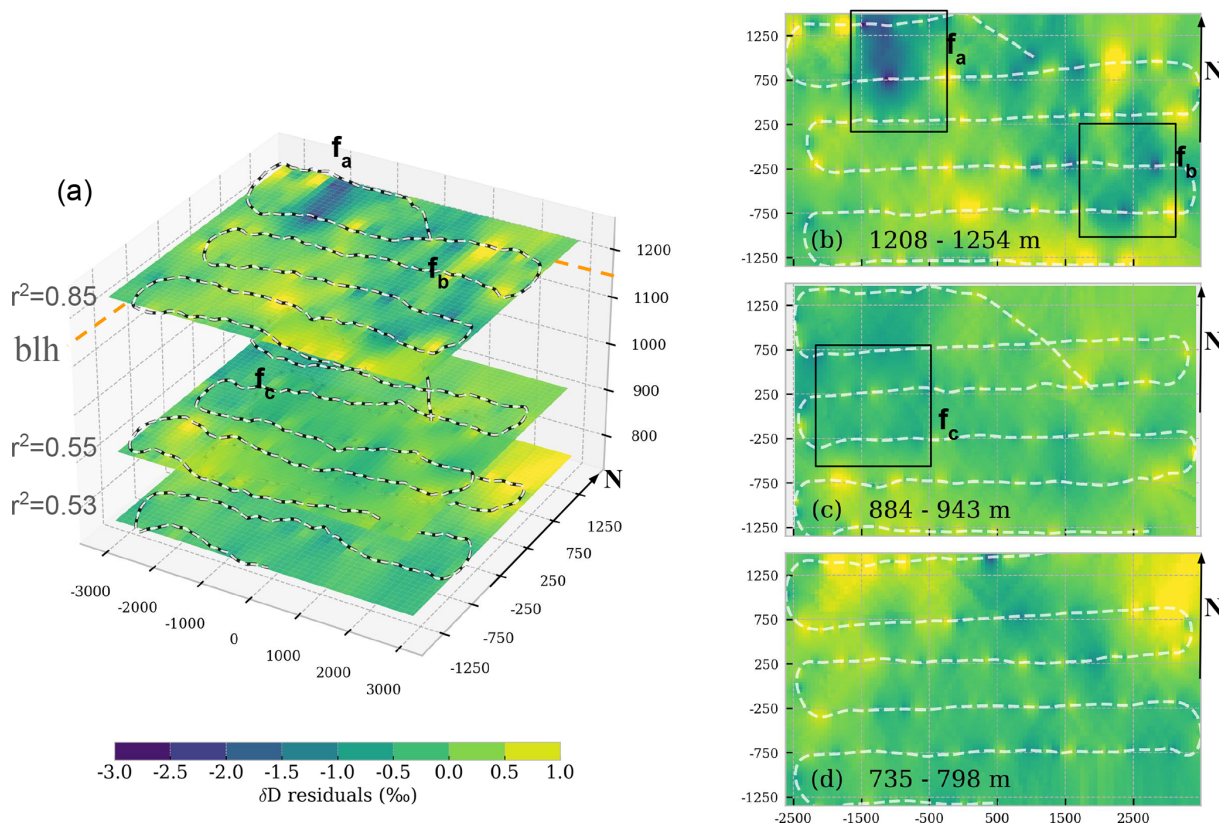 (a)
f_a
f_b
f_c
r²=0.85
blh
r²=0.55
r²=0.53
1200
1100
1000
900
800
N
1250
750
250
-250
-750
-1250
-3000
-2000
-1000
0
1000
2000
3000
-3.0 -2.5 -2.0 -1.5 -1.0 -0.5 0.0 0.5 1.0
δD residuals (‰)
1250
750
250
-250
-750
-1250
f_a
f_b
N
(b) 1208 - 1254 m
1250
750
250
-250
-750
-1250
f_c
N
(c) 884 - 943 m
1250
750
250
-250
-750
-1250
N
(d) 735 - 798 m
-2500 -1500 -500 500 1500 2500